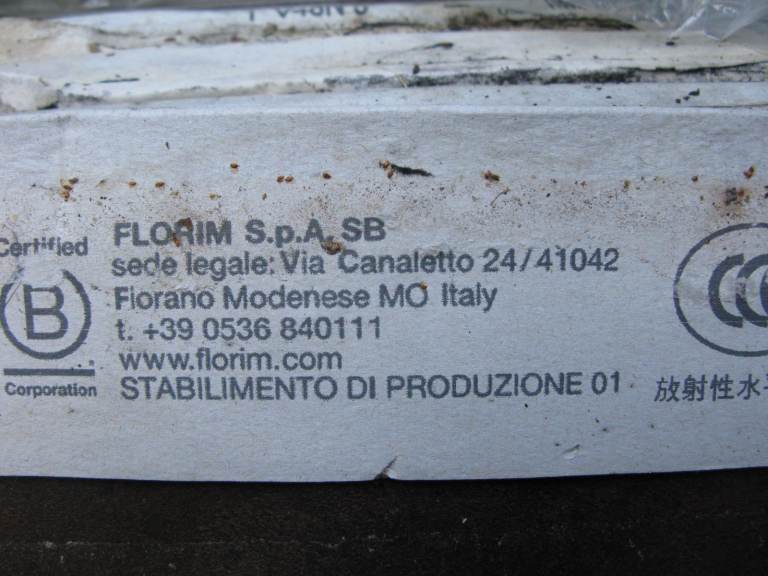 Certified
B
Corporation
FLORIM S.p.A. SB
sede legale: Via Canaletto 24/41042
Fiorano Modenese MO Italy
t. +39 0536 840111
www.florim.com
STABILIMENTO DI PRODUZIONE 01
放射性水